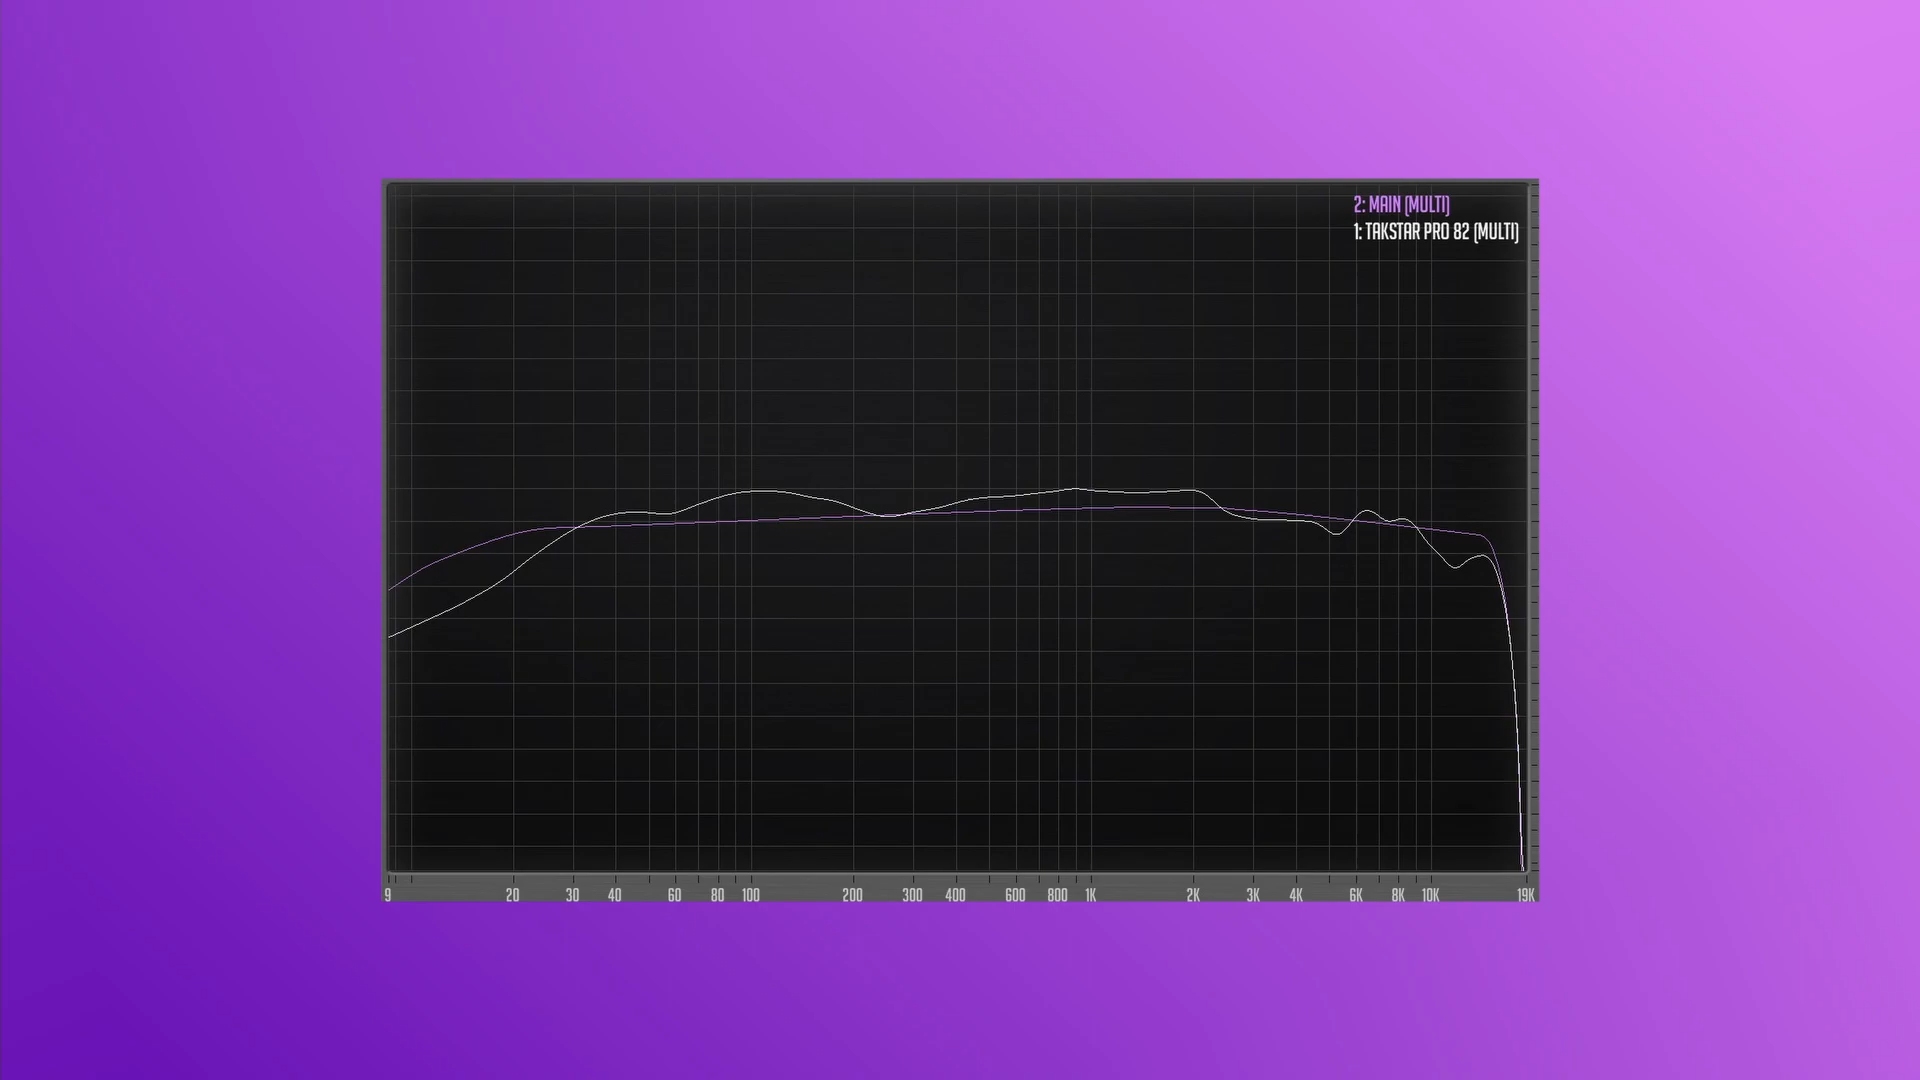 2: MAIN (MULTI)
1: TAKSTAR PRO 82 (MULTI)
9 20 30 40 60 80 100 200 300 400 600 800 1K 2K 3K 4K 6K 8K 10K 19K